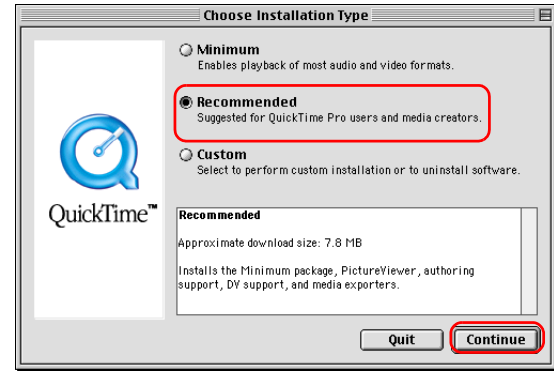 Choose Installation Type
Minimum
Enables playback of most audio and video formats.
Recommended
Suggested for QuickTime Pro users and media creators.
Custom
Select to perform custom installation or to uninstall software.
QuickTime™
Recommended
Approximate download size: 7.8 MB
Installs the Minimum package, PictureViewer, authoring
support, DV support, and media exporters.
Quit
Continue